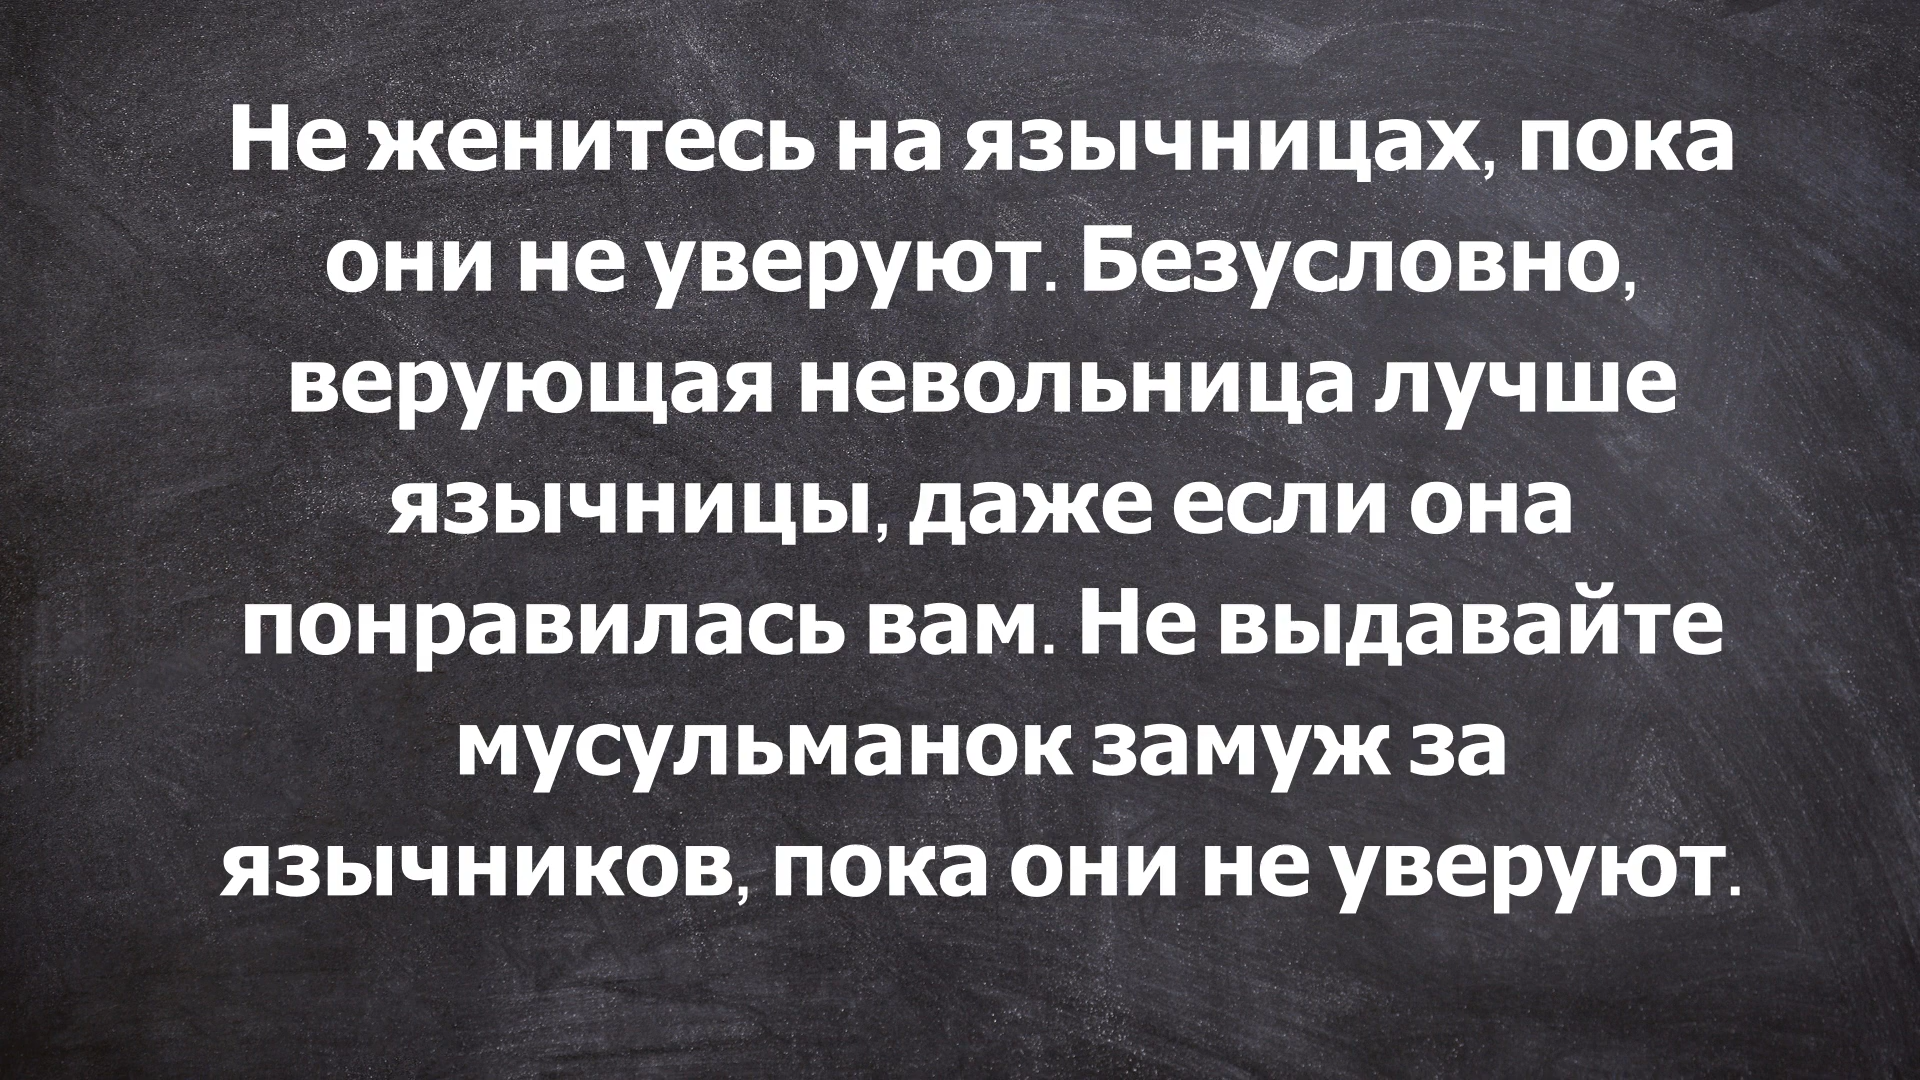 Не женитесь на язычницах, пока
они не уверуют. Безусловно,
верующая невольница лучше
язычницы, даже если она
понравилась вам. Не выдавайте
мусульманок замуж за
язычников, пока они не уверуют.